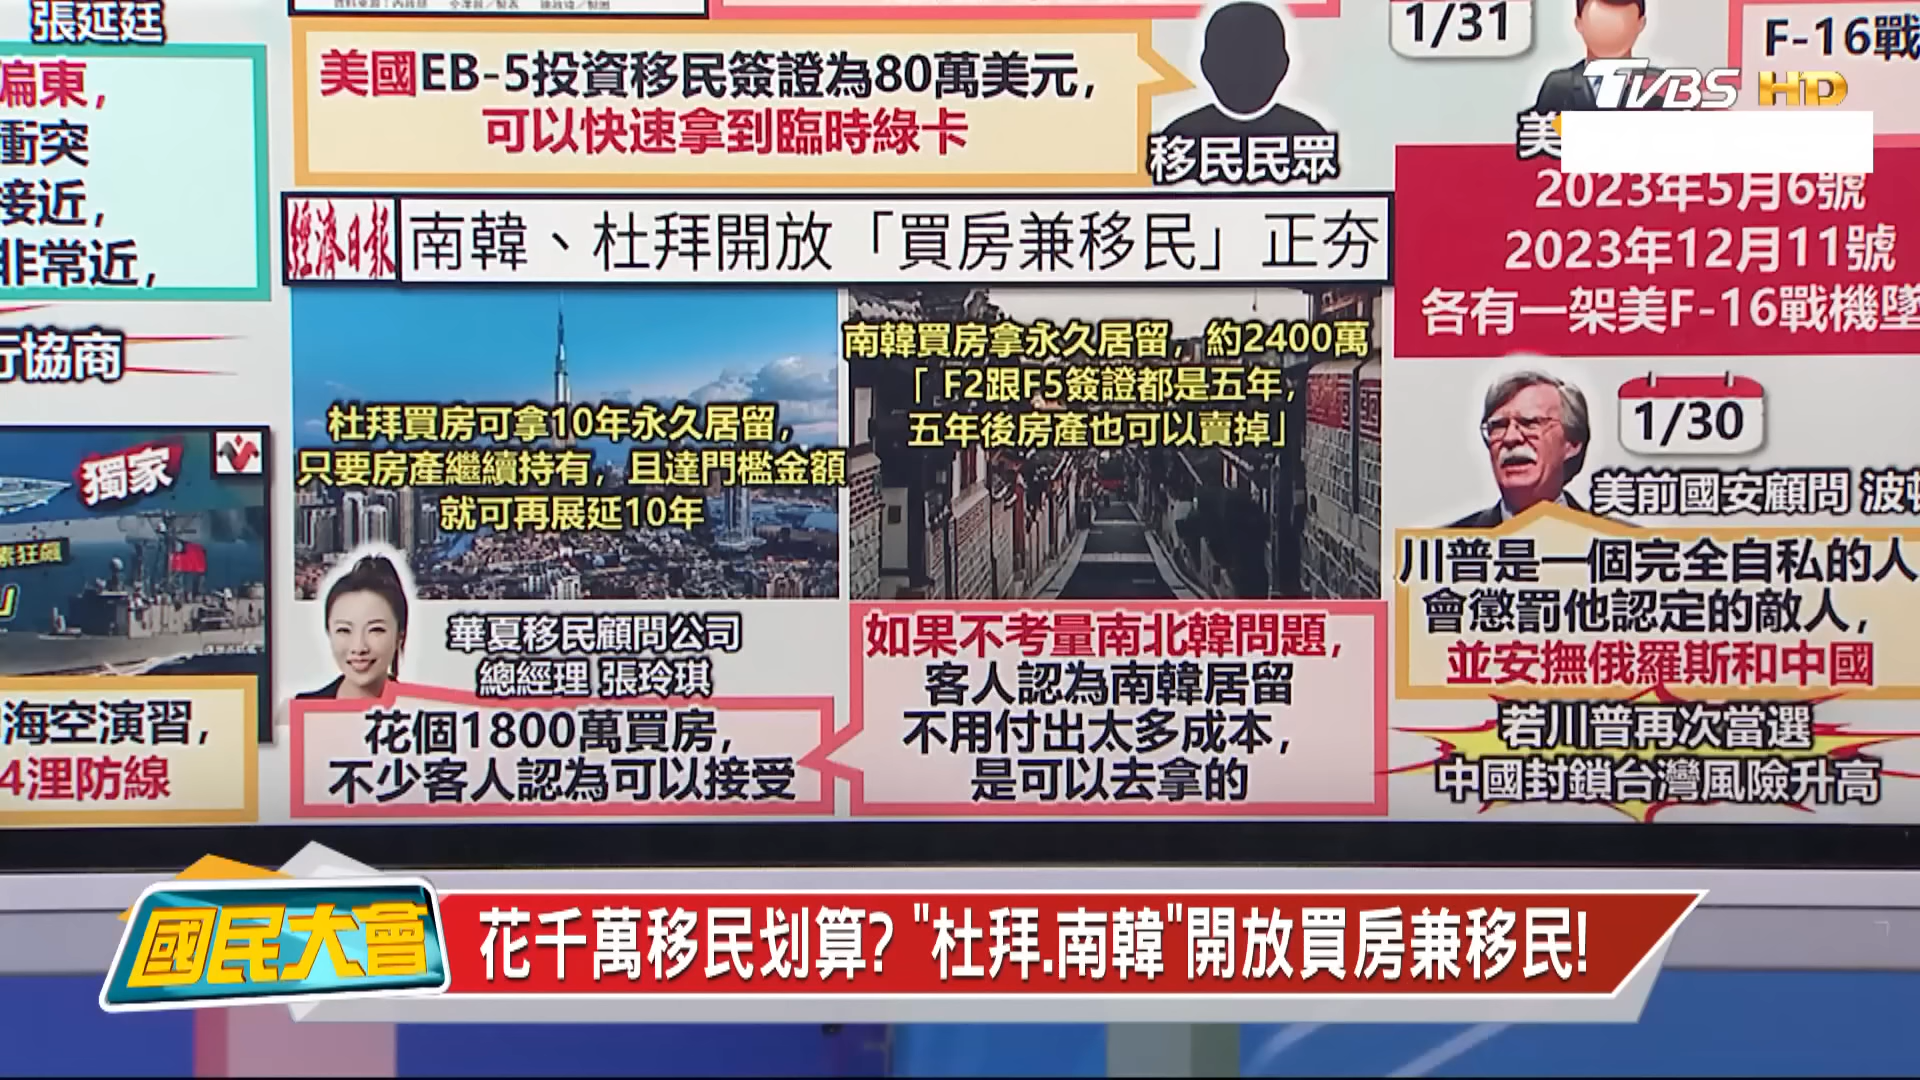 張延廷
偏東，
衝突
接近，
非常近，
行協商
獨家
海空演習，
4浬防線
美國EB-5投資移民簽證為80萬美元，
可以快速拿到臨時綠卡
移民民眾
經濟日報
南韓、杜拜開放「買房兼移民」正夯
杜拜買房可拿10年永久居留，
只要房產繼續持有，且達門檻金額
就可再展延10年
南韓買房拿永久居留，約2400萬
「F2跟F5簽證都是五年，
五年後房產也可以賣掉」
華夏移民顧問公司
總經理 張玲琪
花個1800萬買房，
不少客人認為可以接受
如果不考量南北韓問題，
客人認為南韓居留
不用付出太多成本，
是可以去拿的
1/31
F-16戰
TVBS HD
美
2023年5月6號
2023年12月11號
各有一架美F-16戰機墜
1/30
美前國安顧問 波頓
川普是一個完全自私的人
會懲罰他認定的敵人，
並安撫俄羅斯和中國
若川普再次當選
中國封鎖台灣風險升高
國民大會
花千萬移民划算? "杜拜.南韓"開放買房兼移民!